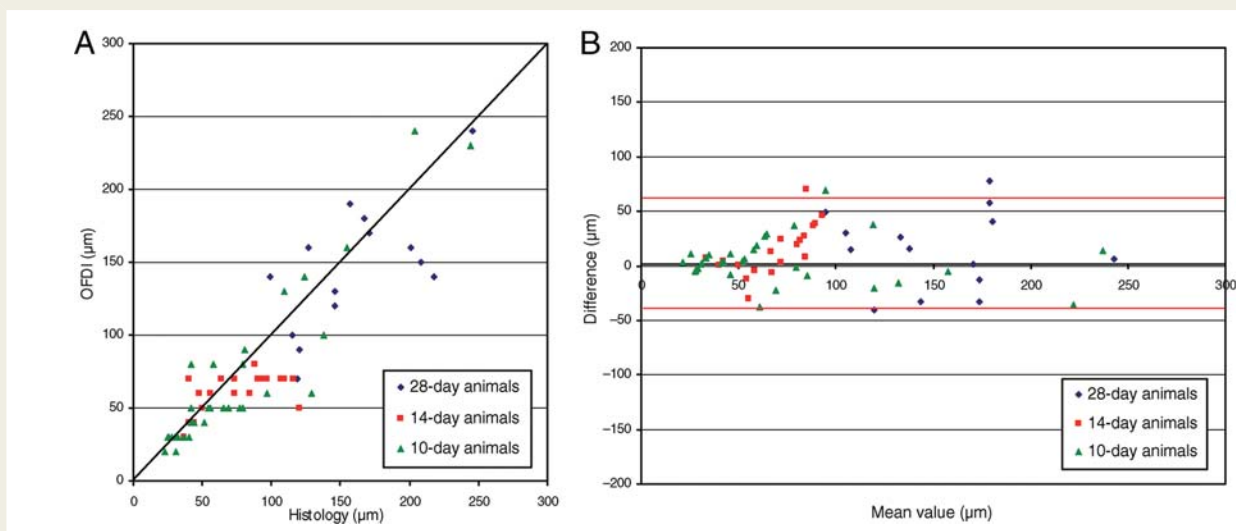 A
300
250
200
150
100
50
0
OFDI (µm)
0 50 100 150 200 250 300
Histology (µm)
28-day animals
14-day animals
10-day animals
B
200
150
100
50
0
−50
−100
−150
−200
Difference (µm)
0 50 100 150 200 250 300
Mean value (µm)
28-day animals
14-day animals
10-day animals